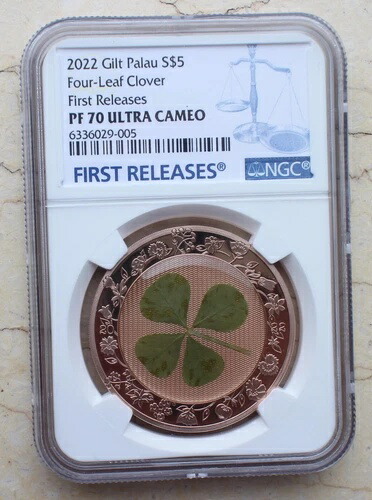 2022 Gilt Palau S$5
Four-Leaf Clover
First Releases
PF 70 ULTRA CAMEO
6336029-005
FIRST RELEASES®
NGC®